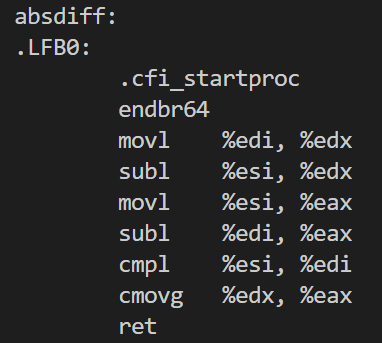 absdiff:
.LFB0:
.cfi_startproc
endbr64
movl %edi, %edx
subl %esi, %edx
movl %esi, %eax
subl %edi, %eax
cmpl %esi, %edi
cmovg %edx, %eax
ret